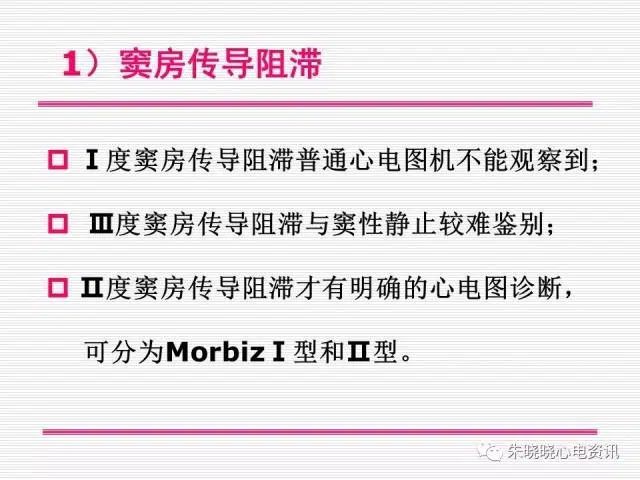 1）窦房传导阻滞
Ⅰ度窦房传导阻滞普通心电图机不能观察到；
Ⅲ度窦房传导阻滞与窦性静止较难鉴别；
Ⅱ度窦房传导阻滞才有明确的心电图诊断，
可分为MorbizⅠ型和Ⅱ型。
朱晓晓心电资讯